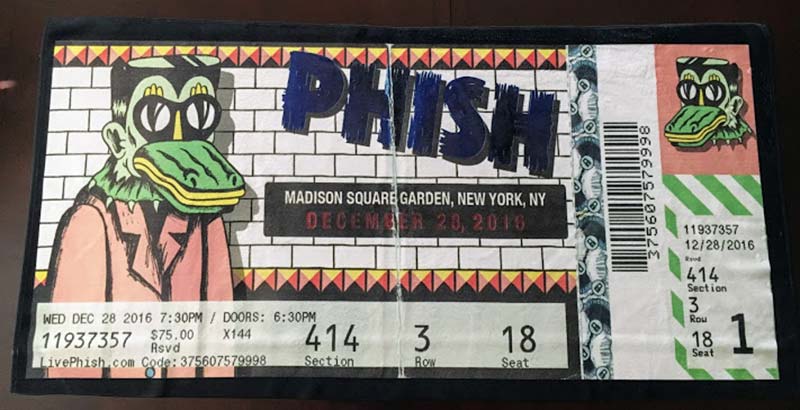 PHISH
MADISON SQUARE GARDEN, NEW YORK, NY
DECEMBER 28, 2016
WED DEC 28 2016 7:30PM / DOORS: 6:30PM
11937357 $75.00 X144 414 3 18
Rsvd Section Row Seat
LivePhish.com Code: 375607579998
375607579998
11937357
12/28/2016
Rsvd
414
Section
3
Row
18
Seat
1